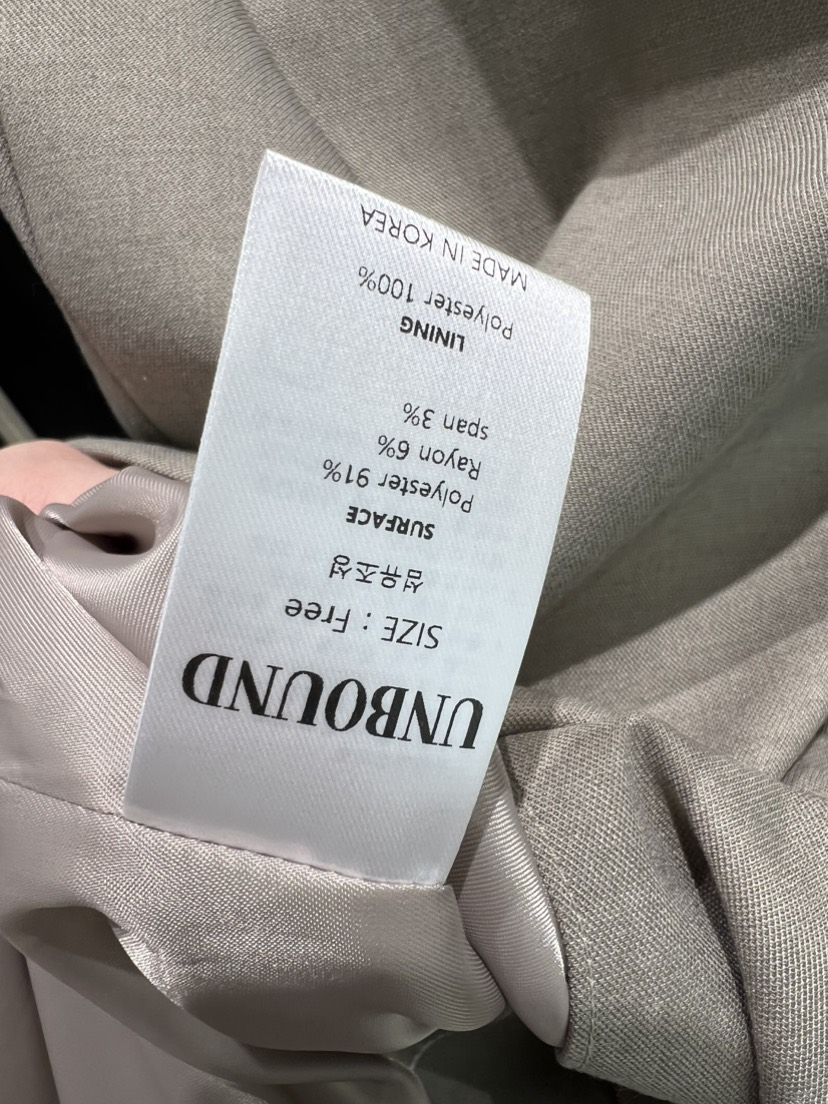 UNBOUND
SIZE : Free
섬유조성
SURFACE
Polyester 91%
Rayon 6%
span 3%
LINING
Polyester 100%
MADE IN KOREA